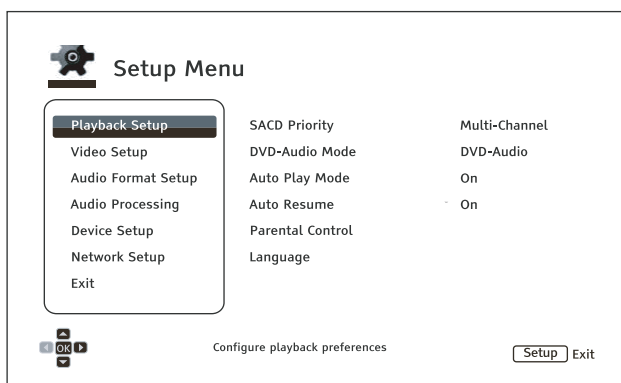 Setup Menu
Playback Setup SACD Priority Multi-Channel
Video Setup DVD-Audio Mode DVD-Audio
Audio Format Setup Auto Play Mode On
Audio Processing Auto Resume On
Device Setup Parental Control
Network Setup Language
Exit
OK Configure playback preferences Setup Exit